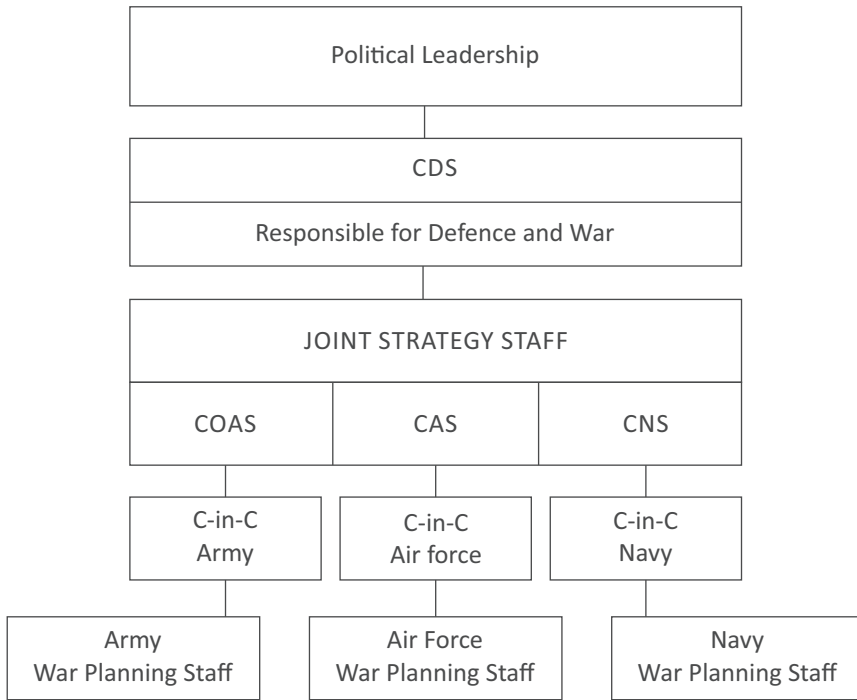 Political Leadership
CDS
Responsible for Defence and War
JOINT STRATEGY STAFF
COAS
CAS
CNS
C-in-C
Army
C-in-C
Air force
C-in-C
Navy
Army
War Planning Staff
Air Force
War Planning Staff
Navy
War Planning Staff